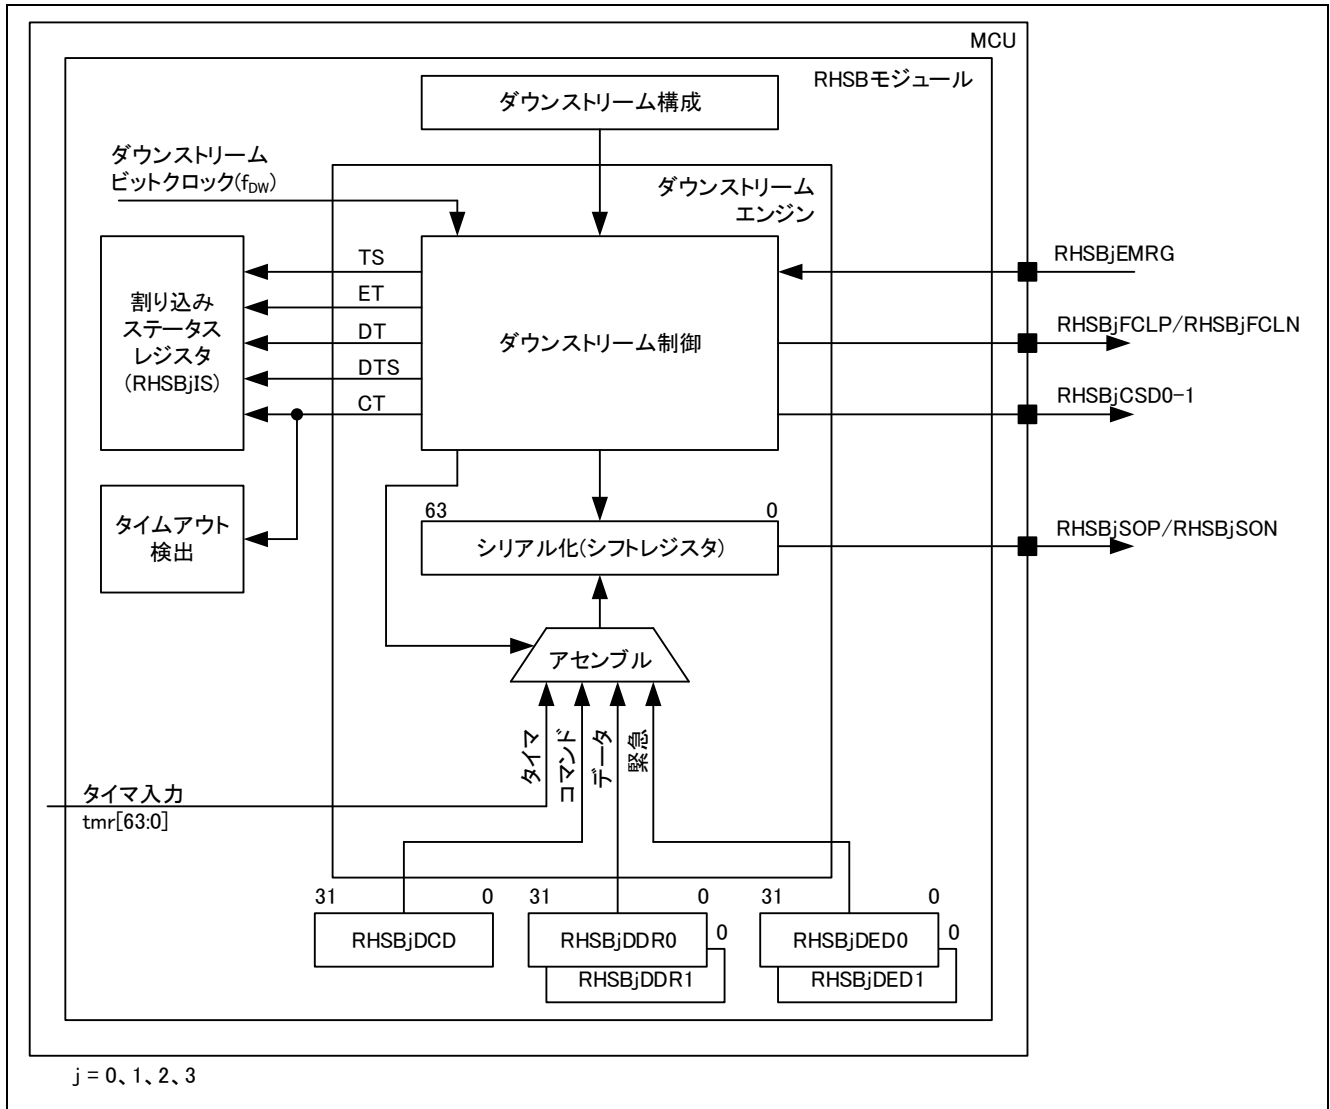 MCU
RHSBモジュール
ダウンストリーム構成
ダウンストリーム
ビットクロック(fDW)
ダウンストリーム
エンジン
TS
ET
DT
DTS
CT
割り込み
ステータス
レジスタ
(RHSBjIS)
ダウンストリーム制御
RHSBjEMRG
RHSBjFCLP/RHSBjFCLN
RHSBjCSD0-1
タイムアウト
検出
63
0
シリアル化(シフトレジスタ)
RHSBjSOP/RHSBjSON
アセンブル
タイマ
コマンド
データ
緊急
タイマ入力
tmr[63:0]
31
0
RHSBjDCD
31
0
0
RHSBjDDR0
RHSBjDDR1
31
0
0
RHSBjDED0
RHSBjDED1
j = 0、1、2、3